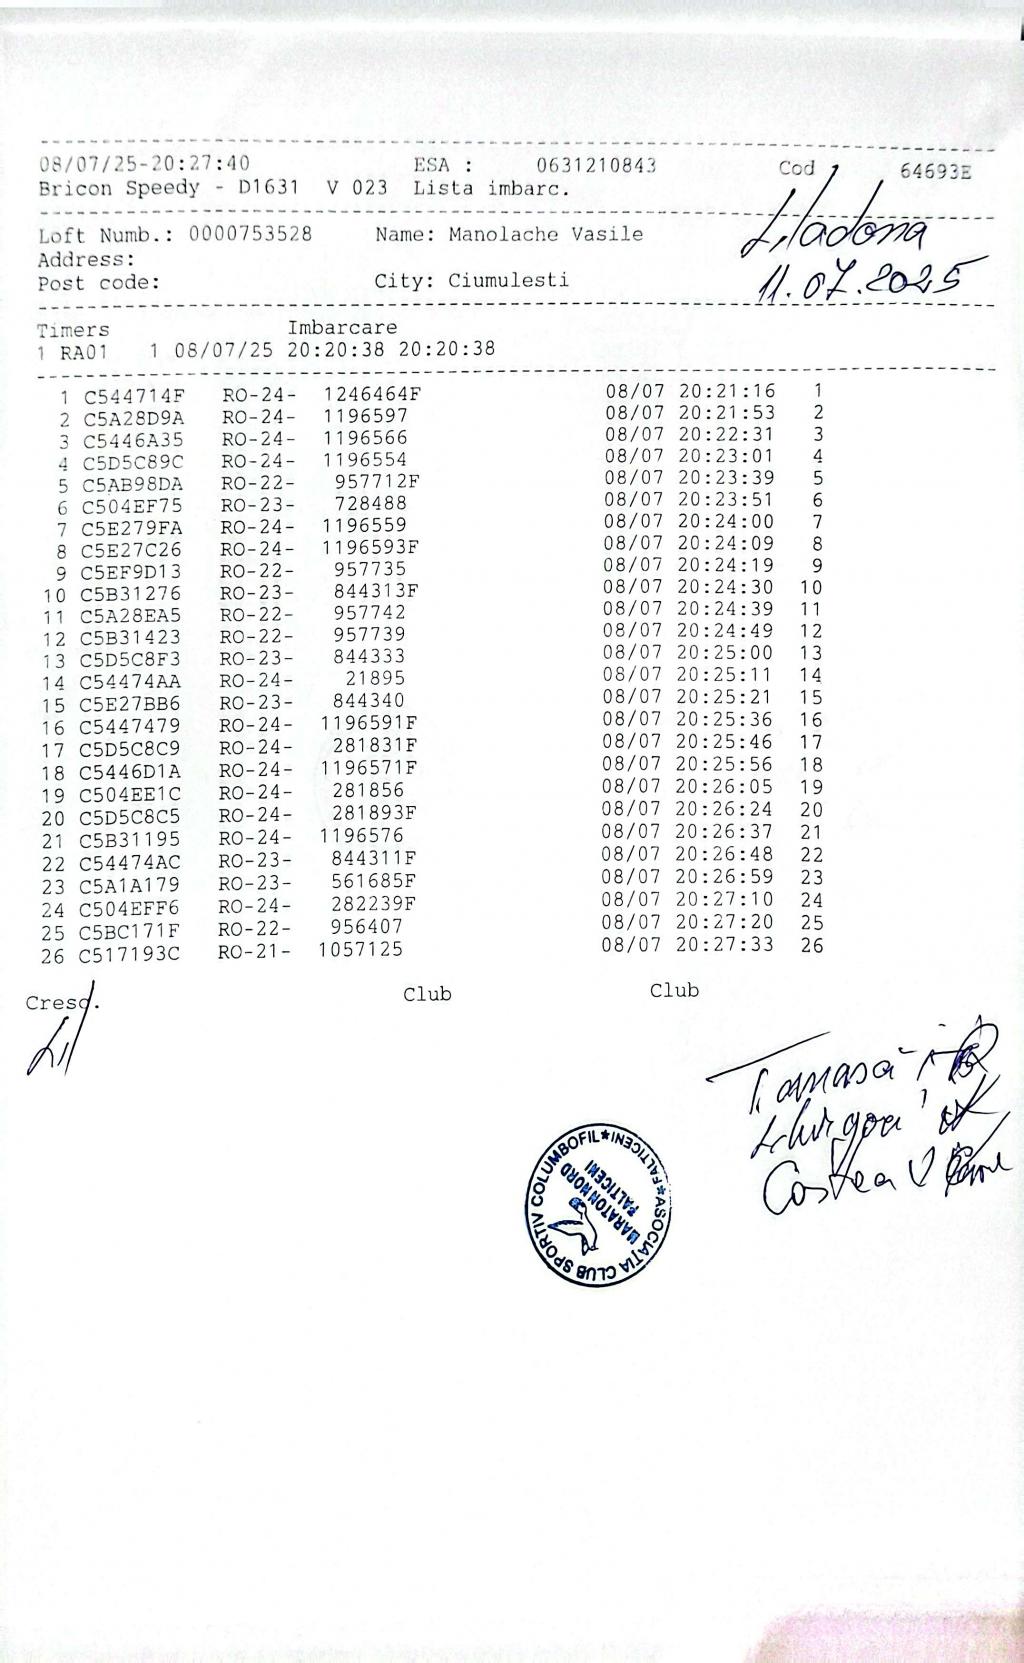 08/07/25-20:27:40 ESA : 0631210843 Cod 64693E
Bricon Speedy - D1631 V 023 Lista imbarc.
Loft Numb.: 0000753528 Name: Manolache Vasile
Address:
Post code: City: Ciumulesti
11.07.2025
Timers Imbarcare
1 RA01 1 08/07/25 20:20:38 20:20:38
1 C544714F RO-24- 1246464F 08/07 20:21:16 1
2 C5A28D9A RO-24- 1196597 08/07 20:21:53 2
3 C5446A35 RO-24- 1196566 08/07 20:22:31 3
4 C5D5C89C RO-24- 1196554 08/07 20:23:01 4
5 C5AB98DA RO-22- 957712F 08/07 20:23:39 5
6 C504EF75 RO-23- 728488 08/07 20:23:51 6
7 C5E279FA RO-24- 1196559 08/07 20:24:00 7
8 C5E27C26 RO-24- 1196593F 08/07 20:24:09 8
9 C5EF9D13 RO-22- 957735 08/07 20:24:19 9
10 C5B31276 RO-23- 844313F 08/07 20:24:30 10
11 C5A28EA5 RO-22- 957742 08/07 20:24:39 11
12 C5B31423 RO-22- 957739 08/07 20:24:49 12
13 C5D5C8F3 RO-23- 844333 08/07 20:25:00 13
14 C54474AA RO-24- 21895 08/07 20:25:11 14
15 C5E27BB6 RO-23- 844340 08/07 20:25:21 15
16 C5447479 RO-24- 1196591F 08/07 20:25:36 16
17 C5D5C8C9 RO-24- 281831F 08/07 20:25:46 17
18 C5446D1A RO-24- 1196571F 08/07 20:25:56 18
19 C504EE1C RO-24- 281856 08/07 20:26:05 19
20 C5D5C8C5 RO-24- 281893F 08/07 20:26:24 20
21 C5B31195 RO-24- 1196576 08/07 20:26:37 21
22 C54474AC RO-23- 844311F 08/07 20:26:48 22
23 C5A1A179 RO-23- 561685F 08/07 20:26:59 23
24 C504EFF6 RO-24- 282239F 08/07 20:27:10 24
25 C5BC171F RO-22- 956407 08/07 20:27:20 25
26 C517193C RO-21- 1057125 08/07 20:27:33 26
Cresc. Club Club
Tanasă
Costea V
ASOCIAȚIA CLUB SPORTIV COLUMBOFIL*FALTICENI*
MARATON NORD
FALTICENI